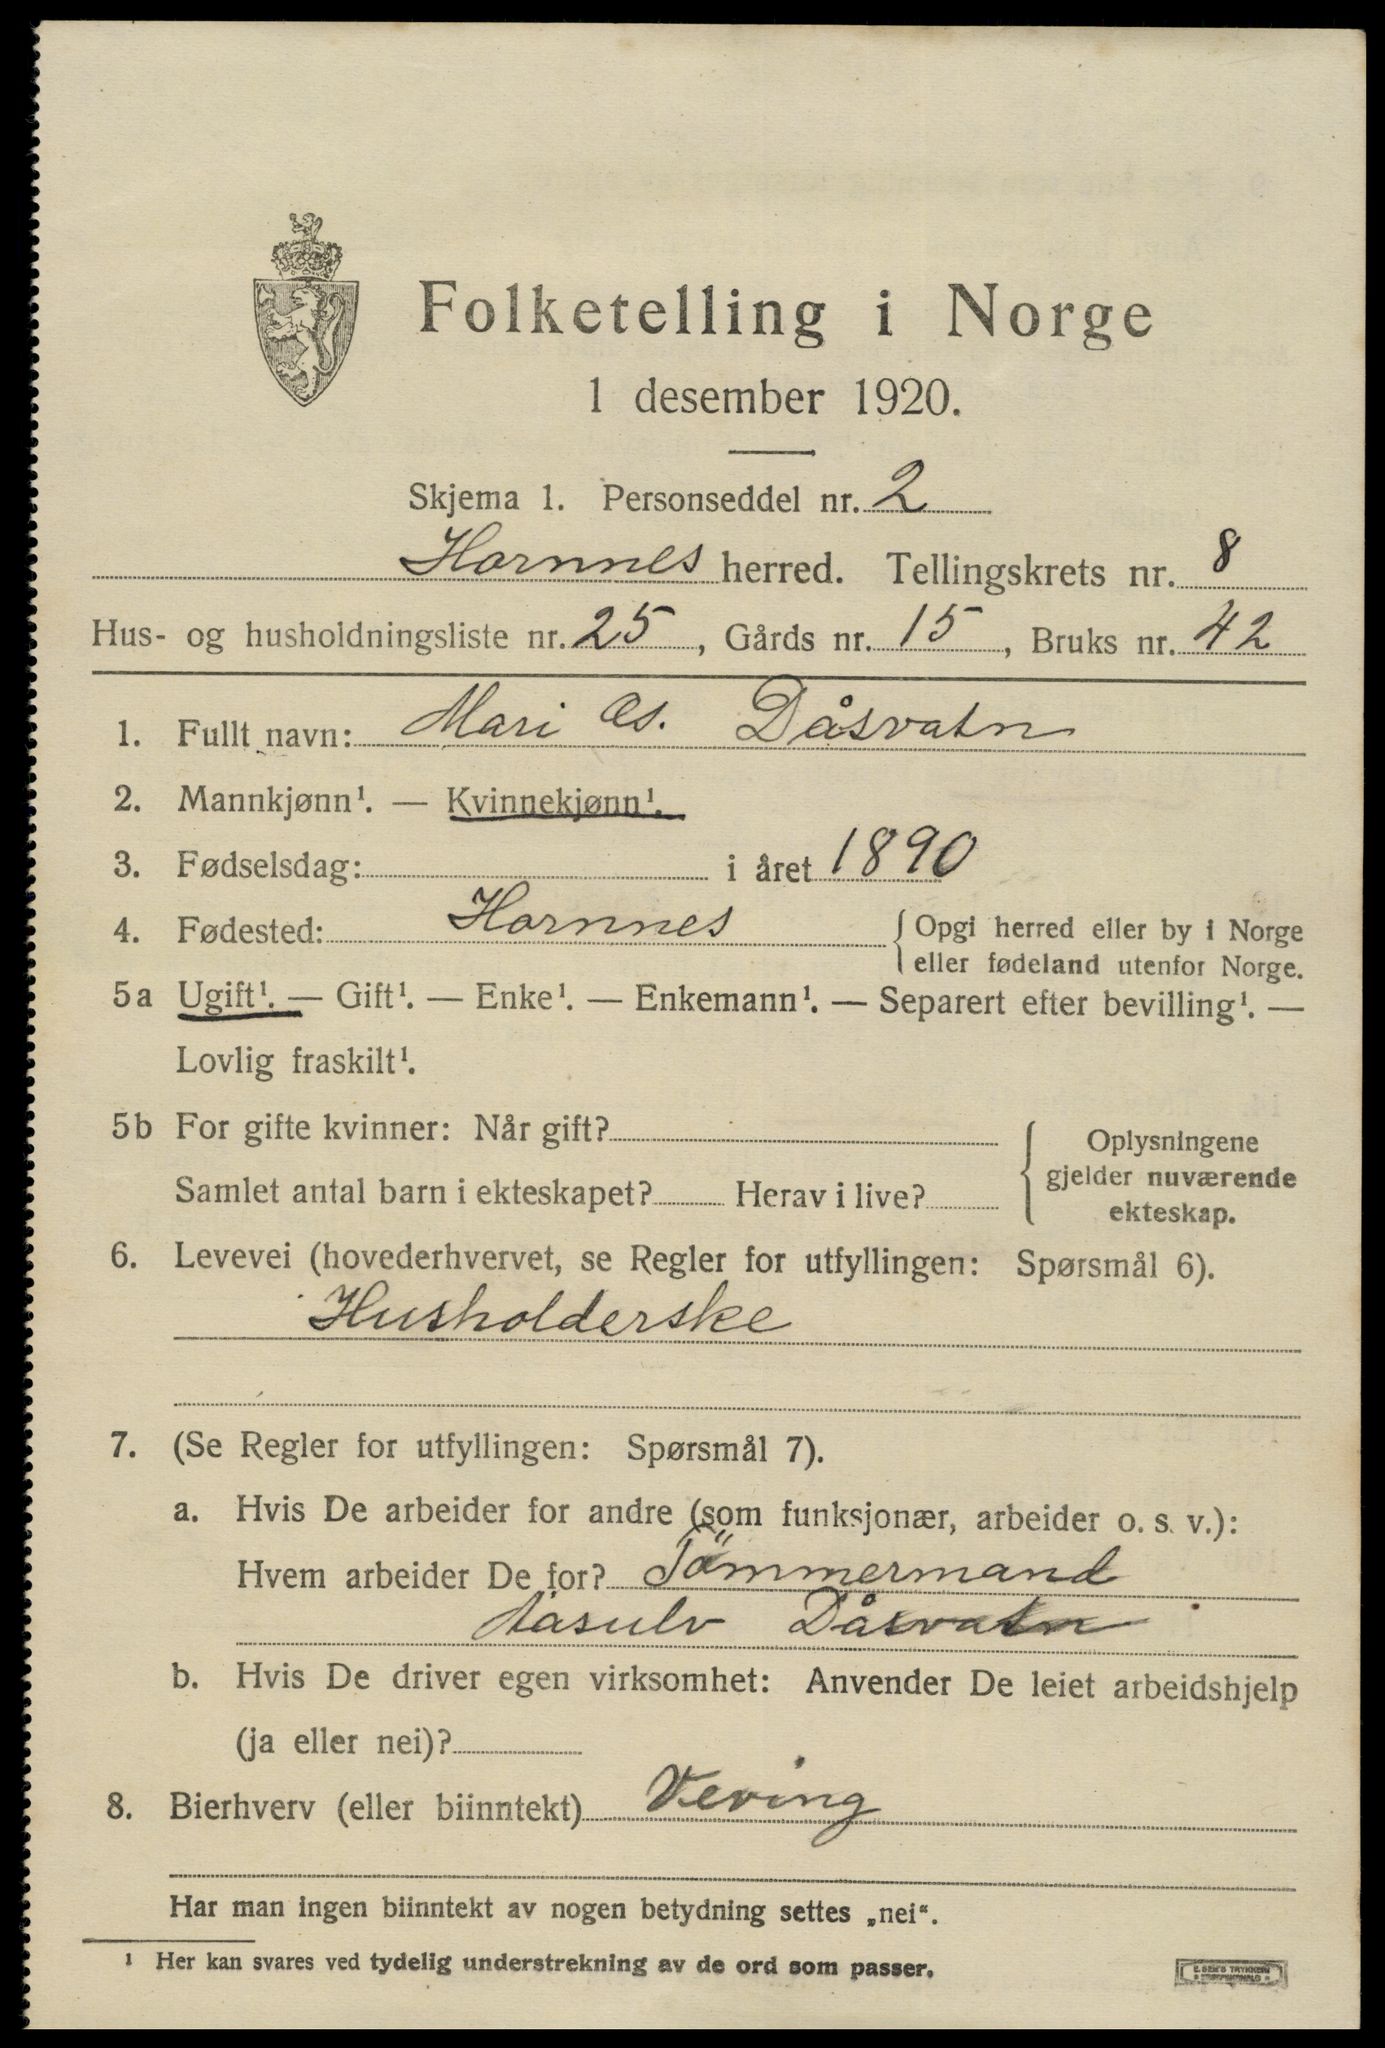 Folketelling i Norge
1 desember 1920.
Skjema 1. Personseddel nr. 2
Hornnes herred. Tellingskrets nr. 8
Hus- og husholdningsliste nr. 25, Gårds nr. 15, Bruks nr. 42
1. Fullt navn: Mari As. Dåsvatn
2. Mannkjønn¹. — Kvinnekjønn¹.
3. Fødselsdag: i året 1890
4. Fødested: Hornnes { Opgi herred eller by i Norge
eller fødeland utenfor Norge.
5a Ugift¹. — Gift¹. — Enke¹. — Enkemann¹. — Separert efter bevilling¹. —
Lovlig fraskilt¹.
5b For gifte kvinner: Når gift?
Samlet antal barn i ekteskapet? Herav i live?
Oplysningene
gjelder nuværende
ekteskap.
6. Levevei (hovederhvervet, se Regler for utfyllingen: Spørsmål 6).
Husholderske
7. (Se Regler for utfyllingen: Spørsmål 7).
a. Hvis De arbeider for andre (som funksjonær, arbeider o. s. v.):
Hvem arbeider De for? Tömmermand
Aasulv Dåsvatn
b. Hvis De driver egen virksomhet: Anvender De leiet arbeidshjelp
(ja eller nei)?
8. Bierhverv (eller biinntekt) Veving
Har man ingen biinntekt av nogen betydning settes „nei“.
¹ Her kan svares ved tydelig understrekning av de ord som passer.